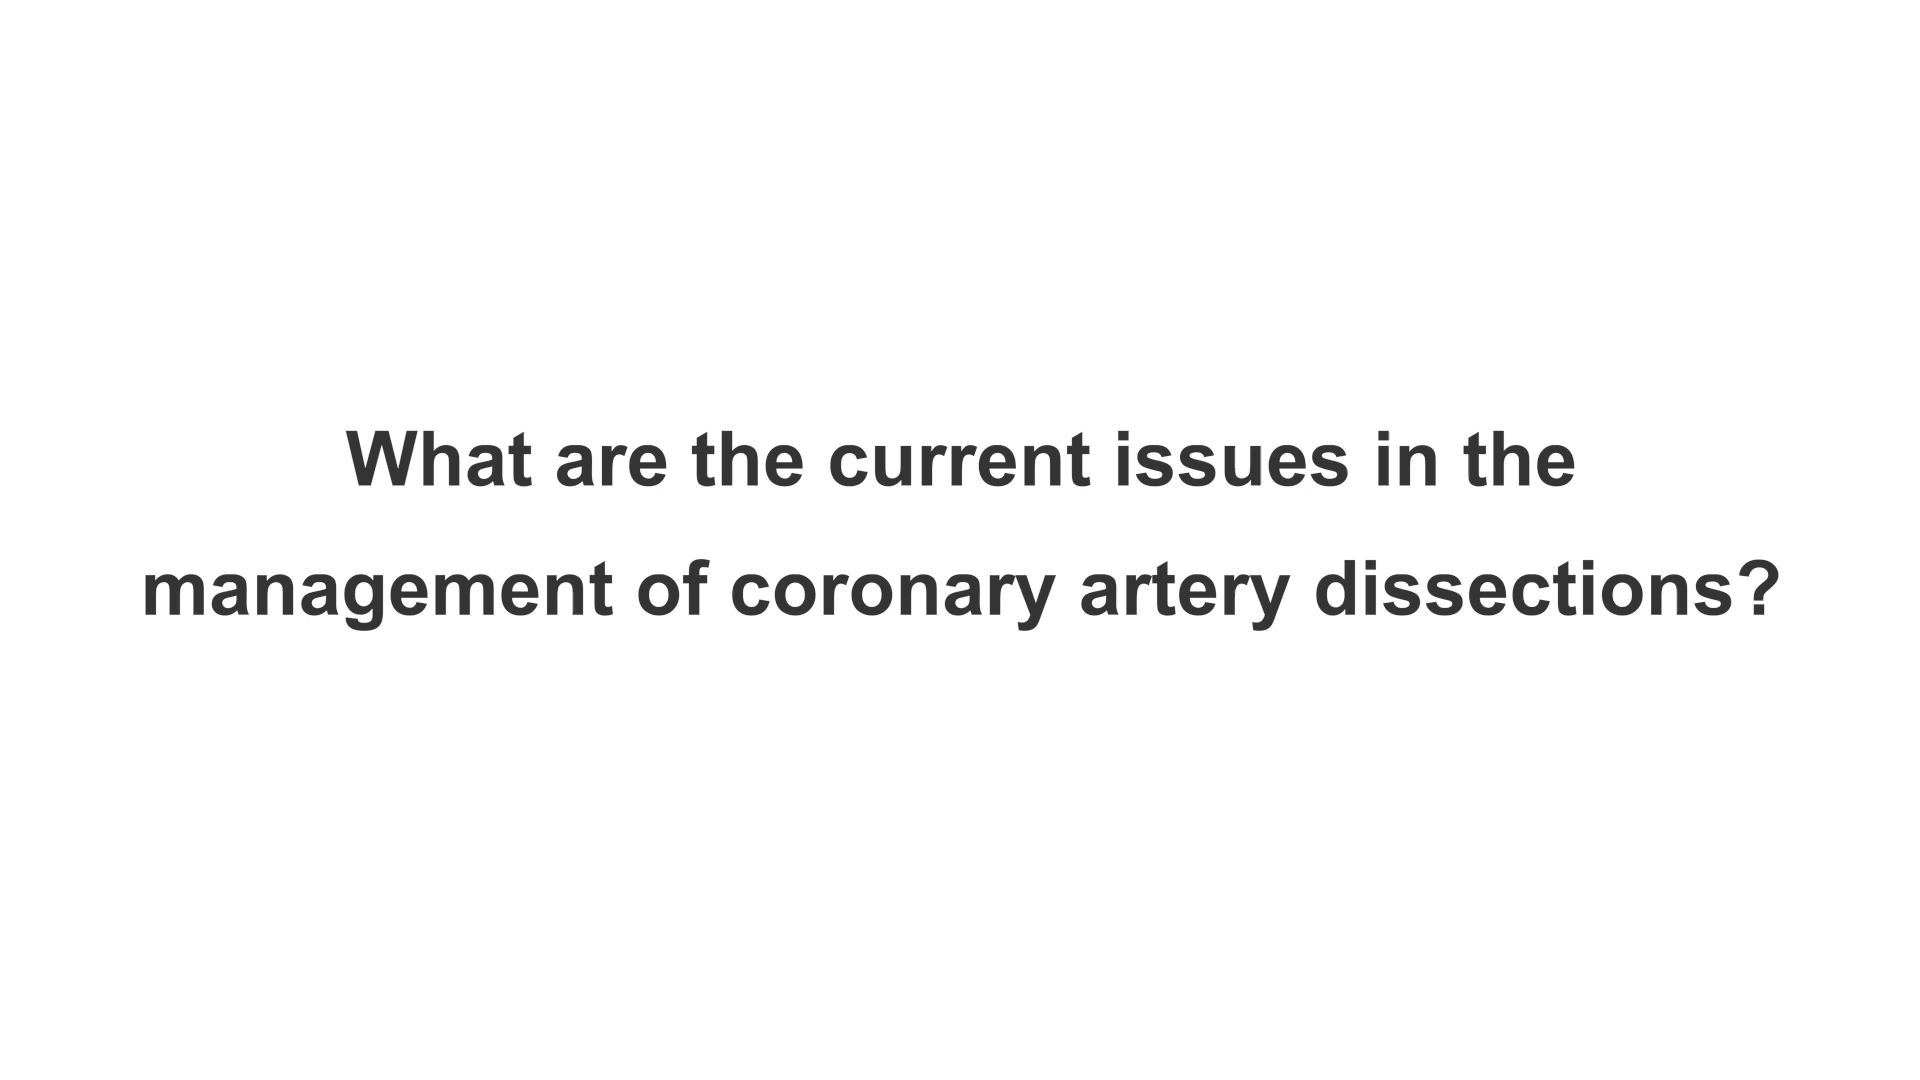 What are the current issues in the
management of coronary artery dissections?